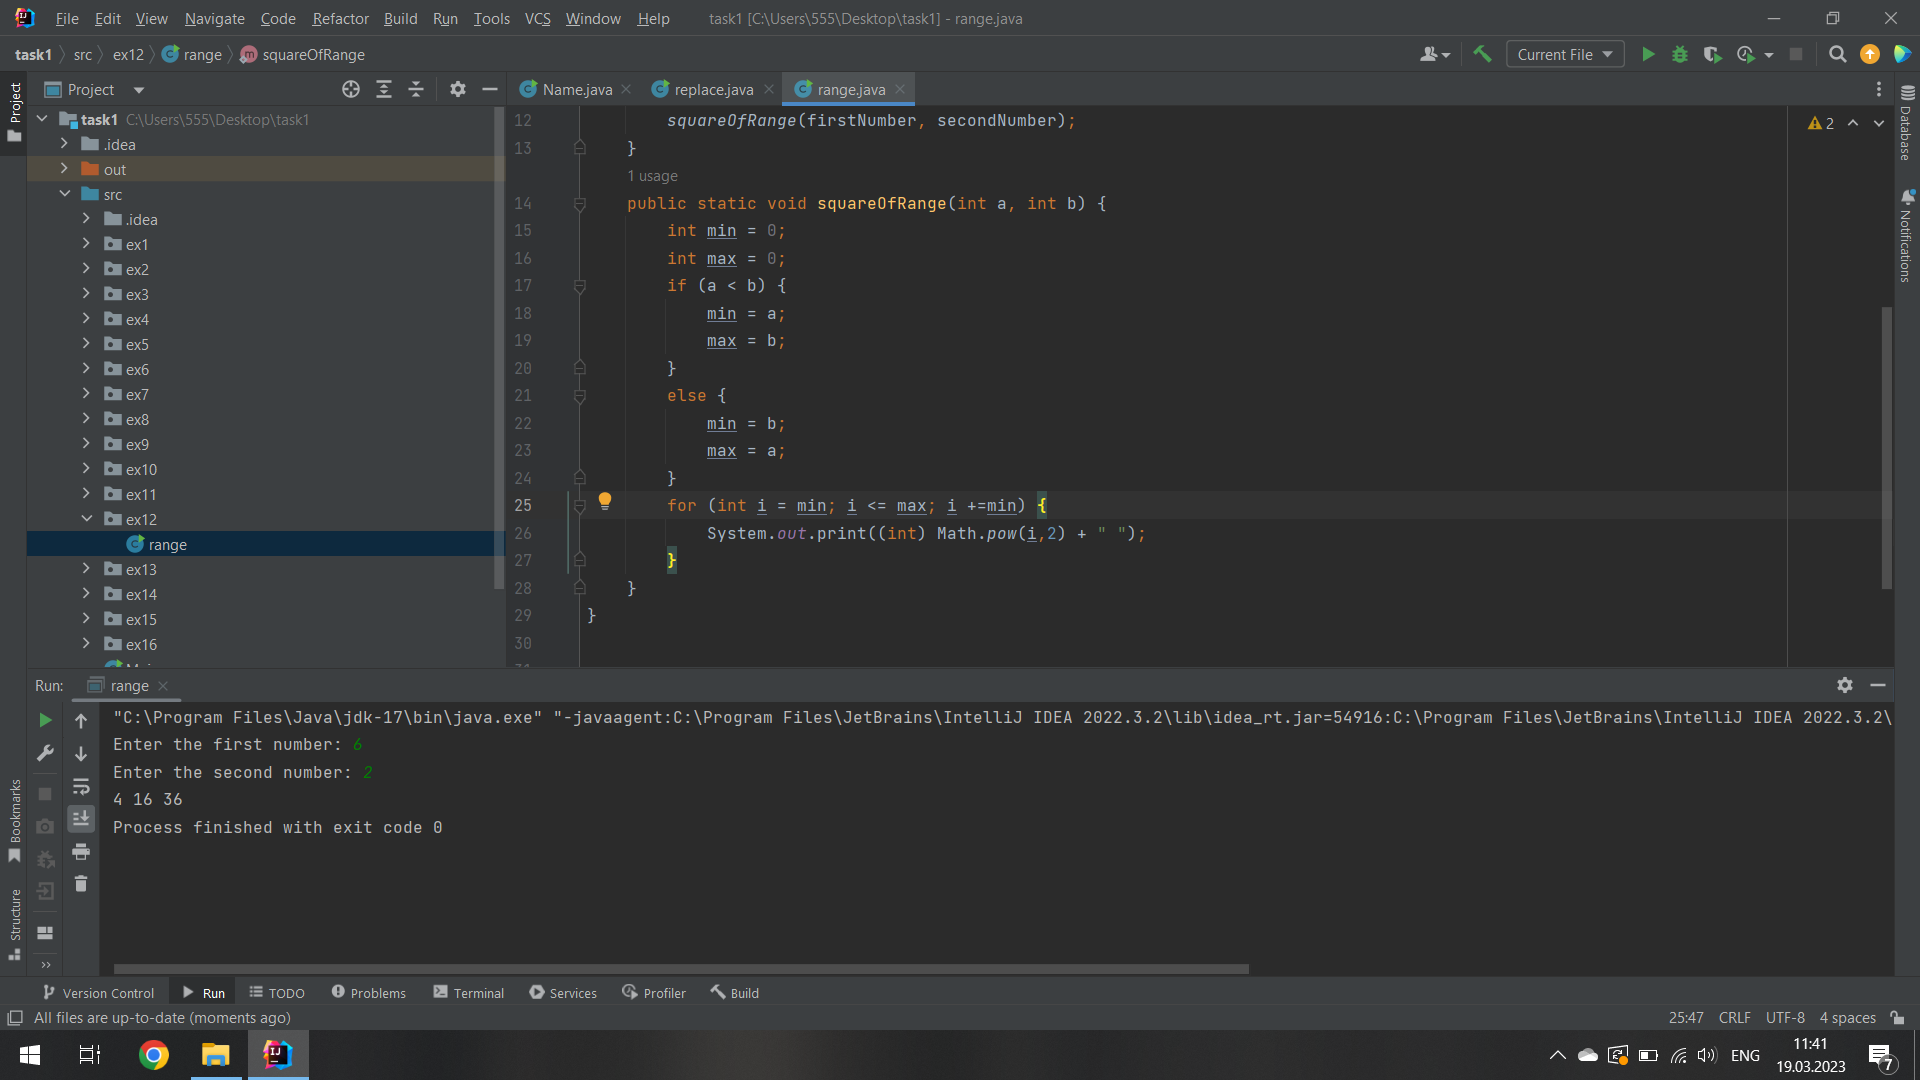 File Edit View Navigate Code Refactor Build Run Tools VCS Window Help task1 [C:\Users\555\Desktop\task1] - range.java
task1 src ex12 range squareOfRange Current File
Project
Name.java replace.java range.java
task1 C:\Users\555\Desktop\task1
.idea
out
src
.idea
ex1
ex2
ex3
ex4
ex5
ex6
ex7
ex8
ex9
ex10
ex11
ex12
range
ex13
ex14
ex15
ex16
12 squareOfRange(firstNumber, secondNumber);
13 }
1 usage
14 public static void squareOfRange(int a, int b) {
15 int min = 0;
16 int max = 0;
17 if (a < b) {
18 min = a;
19 max = b;
20 }
21 else {
22 min = b;
23 max = a;
24 }
25 for (int i = min; i <= max; i +=min) {
26 System.out.print((int) Math.pow(i,2) + " ");
27 }
28 }
29 }
30
2
Project
Bookmarks
Structure
Database
Notifications
Run: range
"C:\Program Files\Java\jdk-17\bin\java.exe" "-javaagent:C:\Program Files\JetBrains\IntelliJ IDEA 2022.3.2\lib\idea_rt.jar=54916:C:\Program Files\JetBrains\IntelliJ IDEA 2022.3.2\
Enter the first number: 6
Enter the second number: 2
4 16 36
Process finished with exit code 0
Version Control Run TODO Problems Terminal Services Profiler Build
All files are up-to-date (moments ago) 25:47 CRLF UTF-8 4 spaces
ENG 11:41
19.03.2023
7